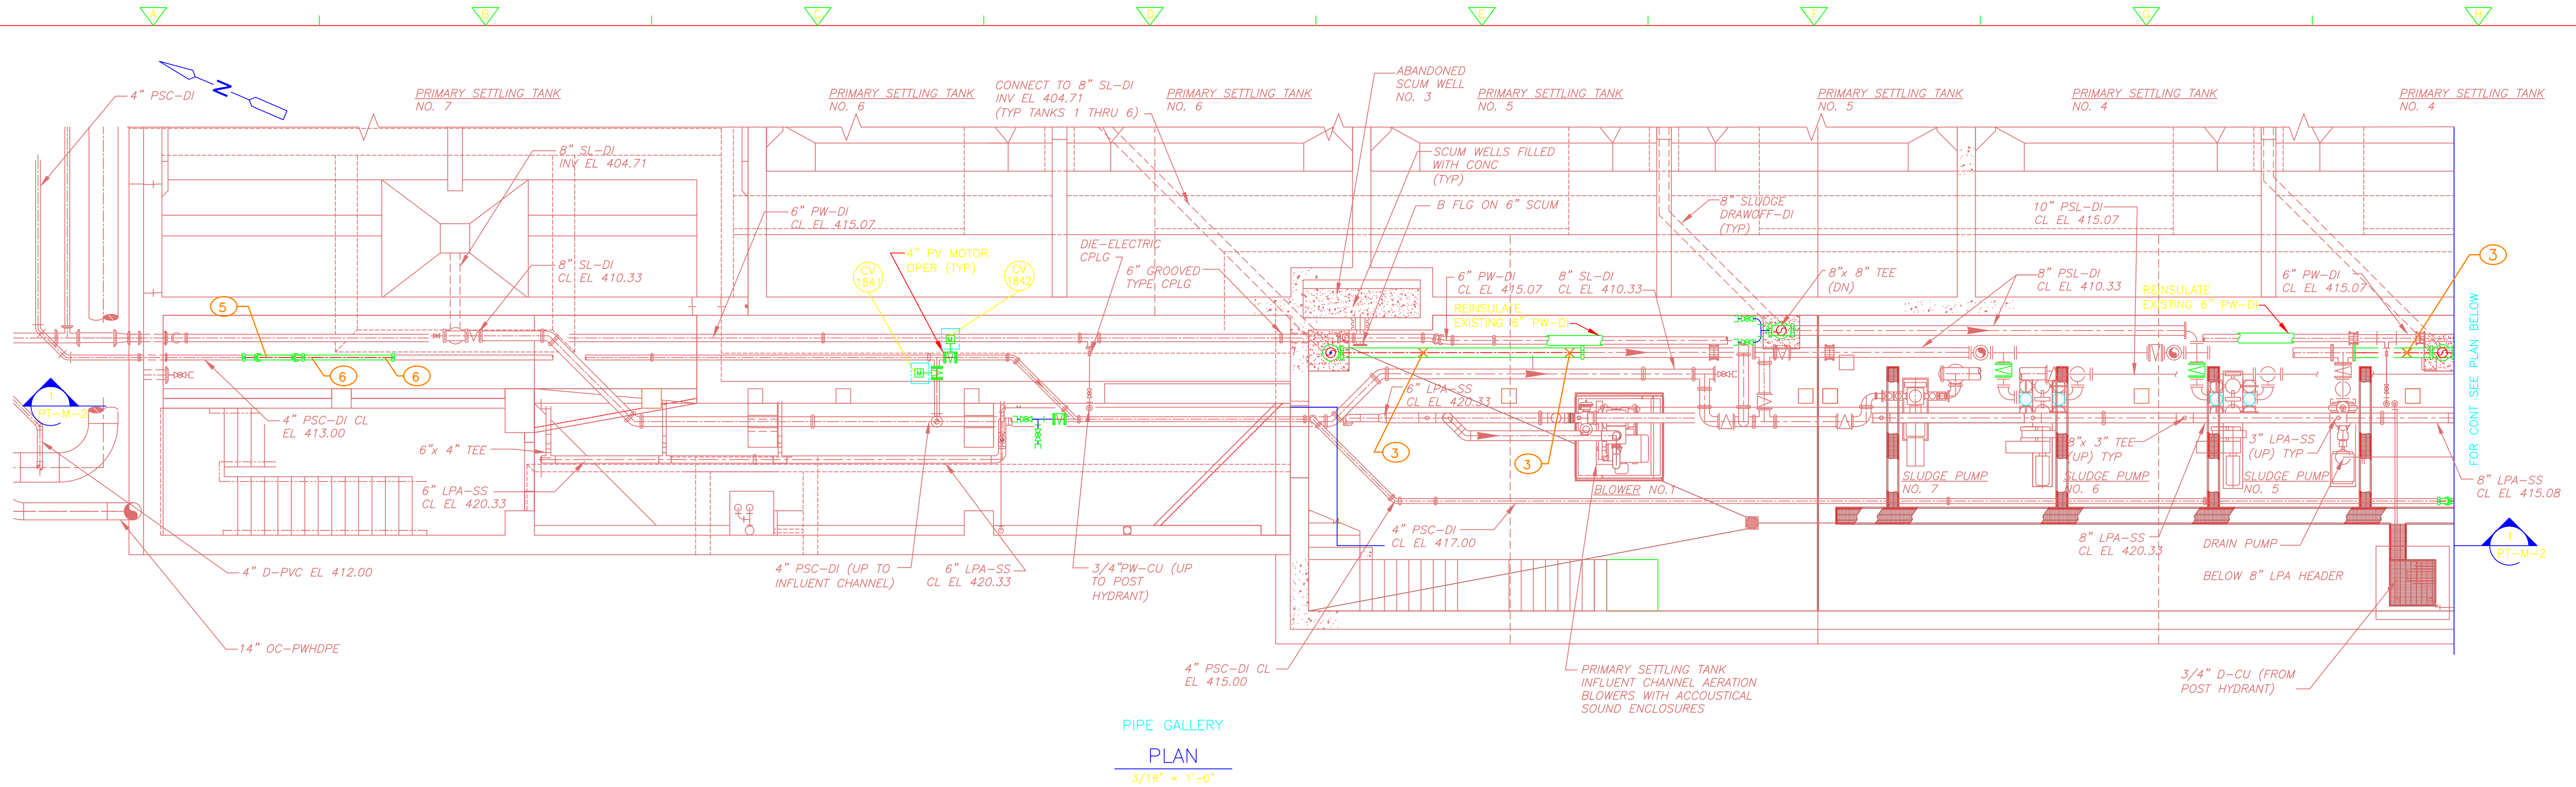 A
B
C
D
E
F
G
H
N
4" PSC-DI
PRIMARY SETTLING TANK
NO. 7
PRIMARY SETTLING TANK
NO. 6
CONNECT TO 8" SL-DI
INV EL 404.71
(TYP TANKS 1 THRU 6)
PRIMARY SETTLING TANK
NO. 6
ABANDONED
SCUM WELL
NO. 3
PRIMARY SETTLING TANK
NO. 5
PRIMARY SETTLING TANK
NO. 5
PRIMARY SETTLING TANK
NO. 4
PRIMARY SETTLING TANK
NO. 4
8" SL-DI
INV EL 404.71
SCUM WELLS FILLED
WITH CONC
(TYP)
B FLG ON 6" SCUM
8" SLUDGE
DRAWOFF-DI
(TYP)
6" PW-DI
CL EL 415.07
10" PSL-DI
CL EL 415.07
8" SL-DI
CL EL 410.33
CV
1841
4" PV MOTOR
OPER (TYP)
CV
1842
DIE-ELECTRIC
CPLG
6" GROOVED
TYPE CPLG
6" PW-DI
CL EL 415.07
8" SL-DI
CL EL 410.33
REINSULATE
EXISTING 6" PW-DI
8"x 8" TEE
(DN)
8" PSL-DI
CL EL 410.33
REINSULATE
EXISTING 6" PW-DI
6" PW-DI
CL EL 415.07
3
5
6
6
M
M
1
PT-M-2
4" PSC-DI CL
EL 413.00
6"x 4" TEE
6" LPA-SS
CL EL 420.33
6" LPA-SS
CL EL 420.33
3
3
BLOWER NO.1
SLUDGE PUMP
NO. 7
8"x 3" TEE
(UP) TYP
SLUDGE PUMP
NO. 6
3" LPA-SS
(UP) TYP
SLUDGE PUMP
NO. 5
FOR CONT SEE PLAN BELOW
8" LPA-SS
CL EL 415.08
4" PSC-DI
CL EL 417.00
8" LPA-SS
CL EL 420.33
DRAIN PUMP
1
PT-M-2
BELOW 8" LPA HEADER
4" D-PVC EL 412.00
4" PSC-DI (UP TO
INFLUENT CHANNEL)
6" LPA-SS
CL EL 420.33
3/4"PW-CU (UP
TO POST
HYDRANT)
14" OC-PWHDPE
4" PSC-DI CL
EL 415.00
PRIMARY SETTLING TANK
INFLUENT CHANNEL AERATION
BLOWERS WITH ACCOUSTICAL
SOUND ENCLOSURES
3/4" D-CU (FROM
POST HYDRANT)
PIPE GALLERY
PLAN
3/16" = 1'-0"